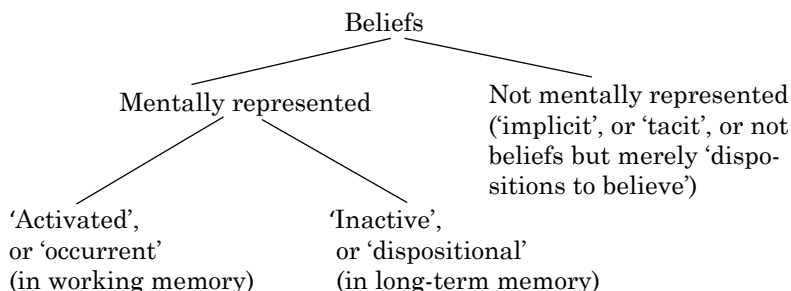 Beliefs
Mentally represented
Not mentally represented
(‘implicit’, or ‘tacit’, or not
beliefs but merely ‘dispo-
sitions to believe’)
‘Activated’,
or ‘occurrent’
(in working memory)
‘Inactive’,
or ‘dispositional’
(in long-term memory)